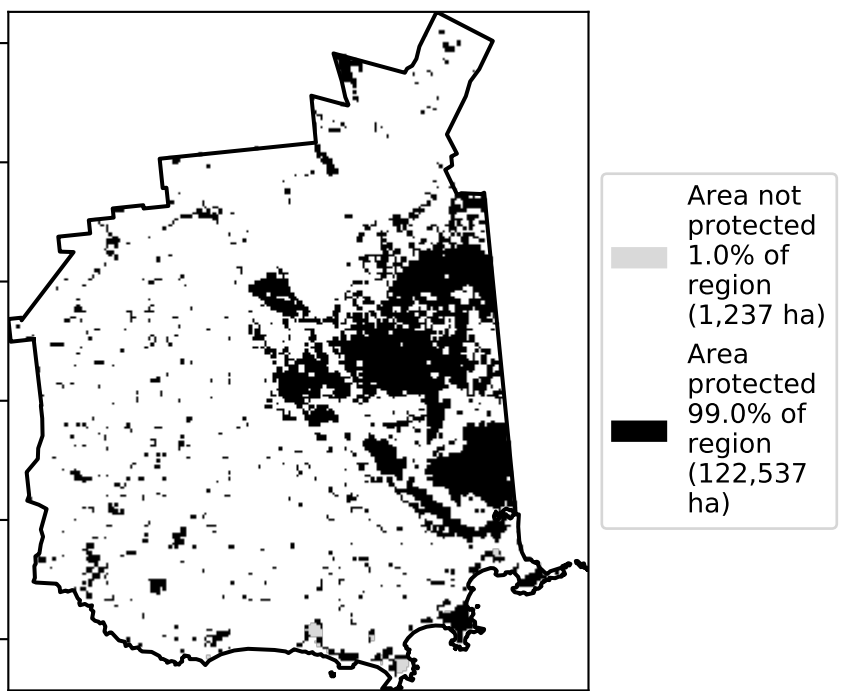 Area not
protected
1.0% of
region
(1,237 ha)
Area
protected
99.0% of
region
(122,537
ha)